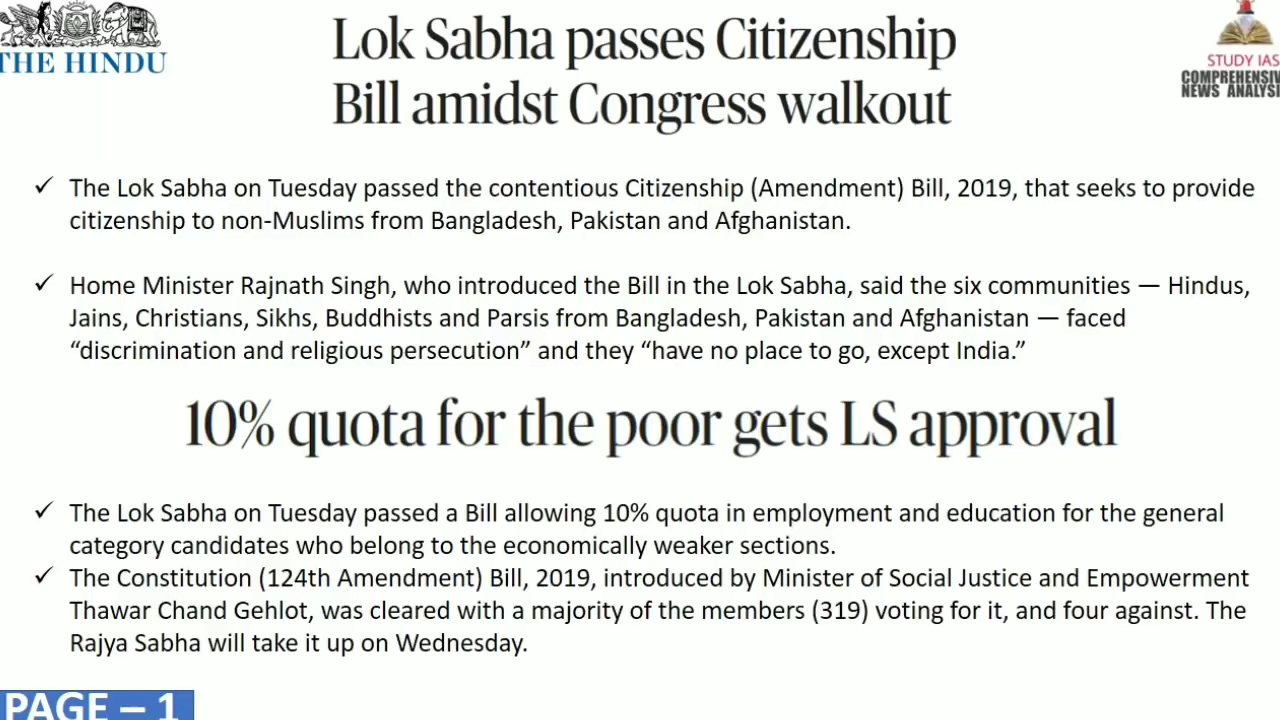 THE HINDU
Lok Sabha passes Citizenship
Bill amidst Congress walkout
STUDY IAS
COMPREHENSIVE
NEWS ANALYSIS
✓ The Lok Sabha on Tuesday passed the contentious Citizenship (Amendment) Bill, 2019, that seeks to provide
citizenship to non-Muslims from Bangladesh, Pakistan and Afghanistan.
✓ Home Minister Rajnath Singh, who introduced the Bill in the Lok Sabha, said the six communities — Hindus,
Jains, Christians, Sikhs, Buddhists and Parsis from Bangladesh, Pakistan and Afghanistan — faced
“discrimination and religious persecution” and they “have no place to go, except India.”
10% quota for the poor gets LS approval
✓ The Lok Sabha on Tuesday passed a Bill allowing 10% quota in employment and education for the general
category candidates who belong to the economically weaker sections.
✓ The Constitution (124th Amendment) Bill, 2019, introduced by Minister of Social Justice and Empowerment
Thawar Chand Gehlot, was cleared with a majority of the members (319) voting for it, and four against. The
Rajya Sabha will take it up on Wednesday.
PAGE – 1